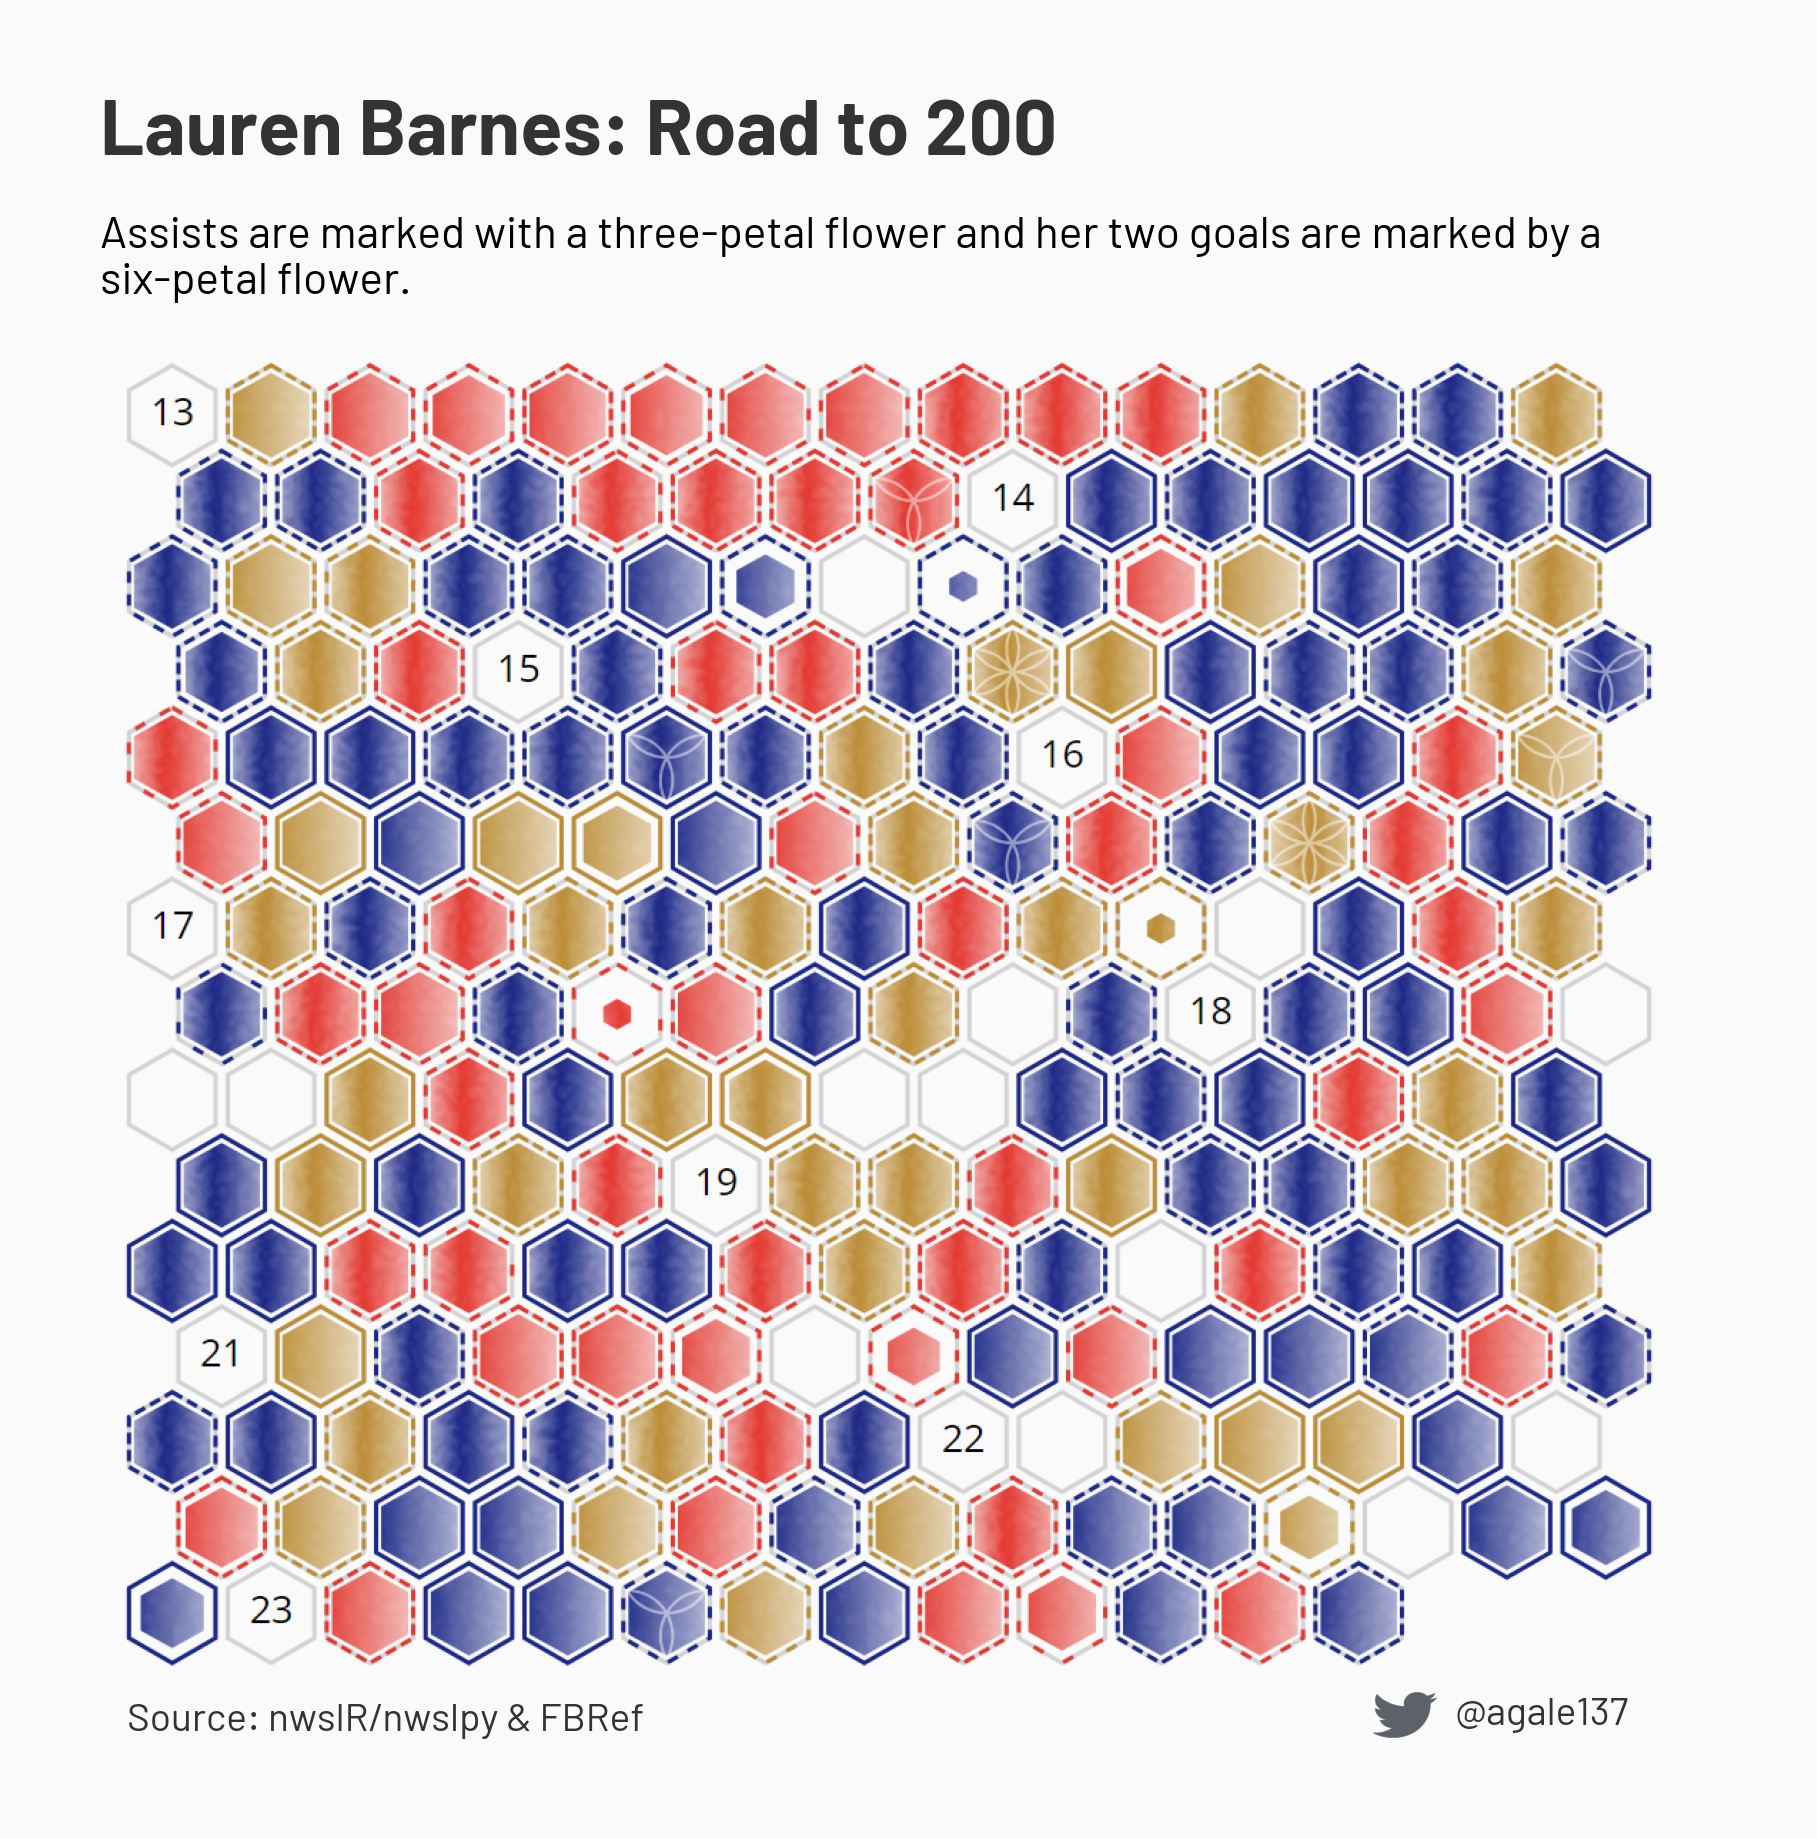 Lauren Barnes: Road to 200
Assists are marked with a three-petal flower and her two goals are marked by a
six-petal flower.
13
14
15
16
17
18
19
21
22
23
Source: nwslR/nwslpy & FBRef
@agale137